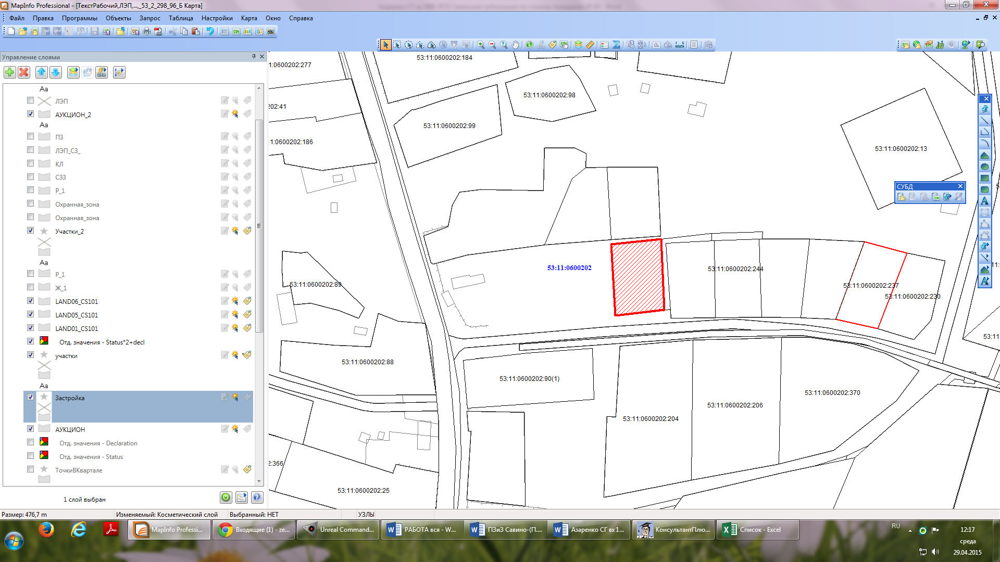 MapInfo Professional - [ТекстРабочий,ЛЭП,...,_53_2_298_96_Б Карта]
Файл Правка Программы Объекты Запрос Таблица Настройки Карта Окно Справка
Управление слоями
Aa
ЛЭП
АУКЦИОН_2
Aa
ПЗ
ЛЭП_СЗ_
КЛ
СЗЗ
Р_1
Охранная_зона
Охранная_зона
Участки_2
Aa
Р_1
Ж_1
LAND06_CS101
LAND05_CS101
LAND01_CS101
Отд. значения - Status*2+decl
участки
Aa
Застройка
АУКЦИОН
Отд. значения - Declaration
Отд. значения - Status
ТочкиВКвартале
1 слой выбран
1:0600202:277
53:11:0600202:184
53:11:0600202:98
202:41
53:11:0600202:99
1:0600202:186
53:11:0600202:13
СУБД
53:11:0600202
53:11:0600202:244
53:11:0600202:89
53:11:0600202:237
53:11:0600202:230
53:11:
53:11:0600202:88
53:11:0600202:90(1)
53:11:0600202:370
53:11:0600202:206
53:11:0600202:204
2:366
53:11:0600202:25
Размер: 476,7 m Изменяемый: Косметический слой Выбранный: НЕТ УЗЛЫ
MapInfo Professi...
Входящие (1) - ze...
Unreal Command...
РАБОТА вся - W...
ПЗиЗ Савино-(П....
Азаренко СГ вх 1...
КонсультантПлю...
Список - Excel
RU
12:17
среда
29.04.2015